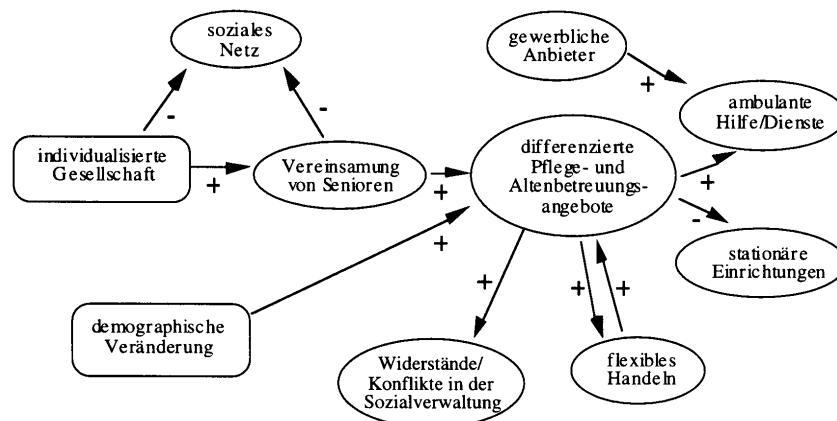 soziales
Netz
gewerbliche
Anbieter
+
-
-
ambulante
Hilfe/Dienste
individualisierte
Gesellschaft
+
Vereinsamung
von Senioren
+
differenzierte
Pflege- und
Altenbetreuungs-
angebote
+
-
stationäre
Einrichtungen
+
demographische
Veränderung
+
+
+
Widerstände/
Konflikte in der
Sozialverwaltung
flexibles
Handeln